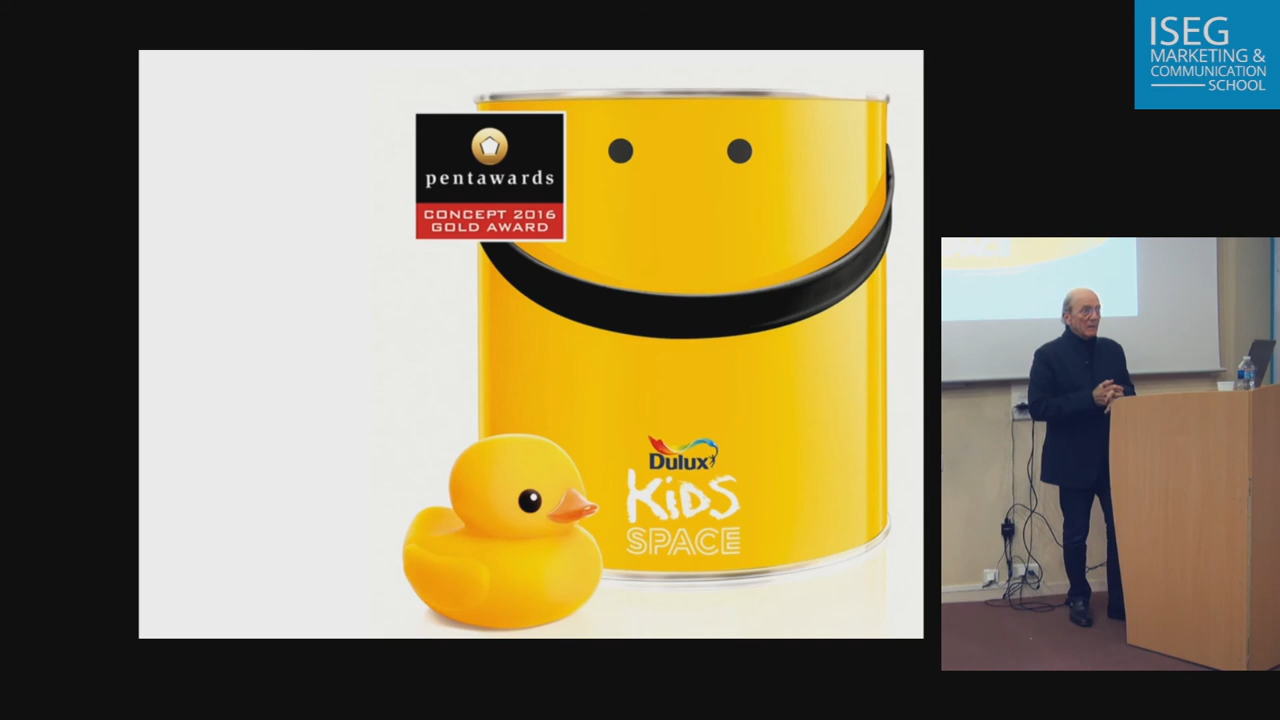 ISEG
MARKETING &
COMMUNICATION
SCHOOL
pentawards
CONCEPT 2016
GOLD AWARD
Dulux
KiDS
SPACE